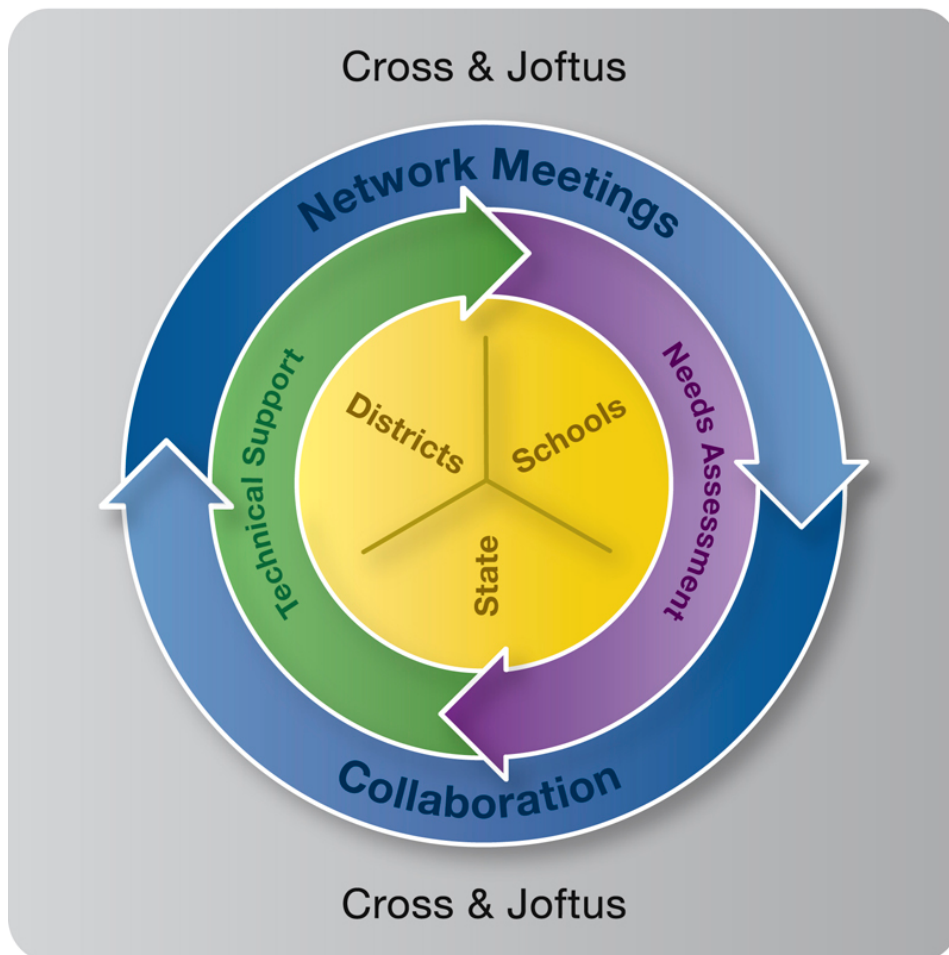 Cross & Joftus
Network Meetings
Technical Support
Needs Assessment
Districts
Schools
State
Collaboration
Cross & Joftus